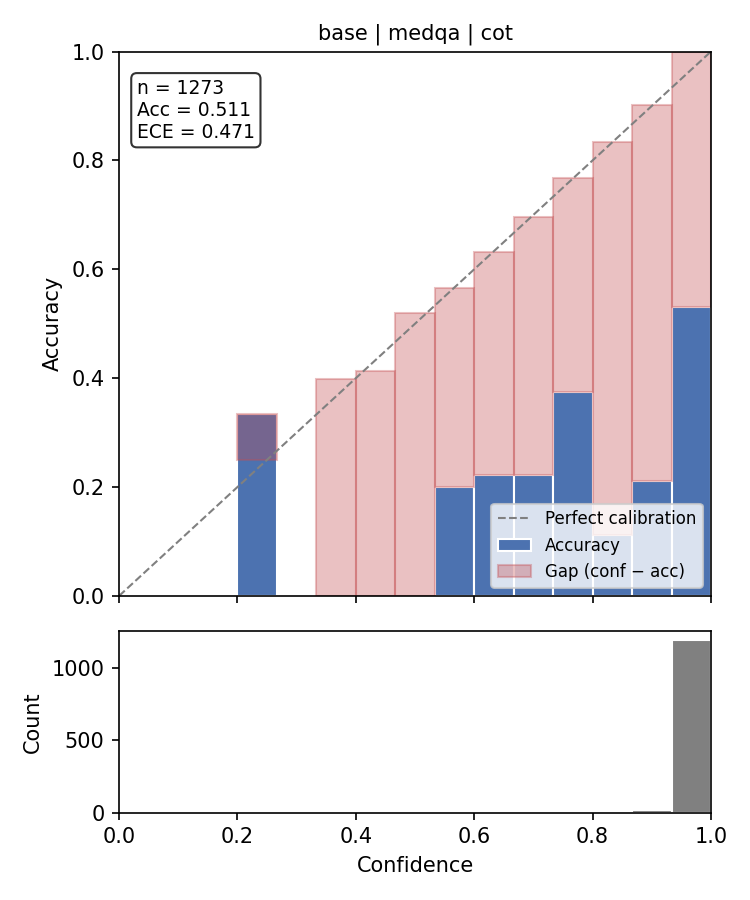 base | medqa | cot
n = 1273
Acc = 0.511
ECE = 0.471
1.0
0.8
0.6
0.4
0.2
0.0
Accuracy
Perfect calibration
Accuracy
Gap (conf − acc)
1000
500
0
Count
0.0 0.2 0.4 0.6 0.8 1.0
Confidence